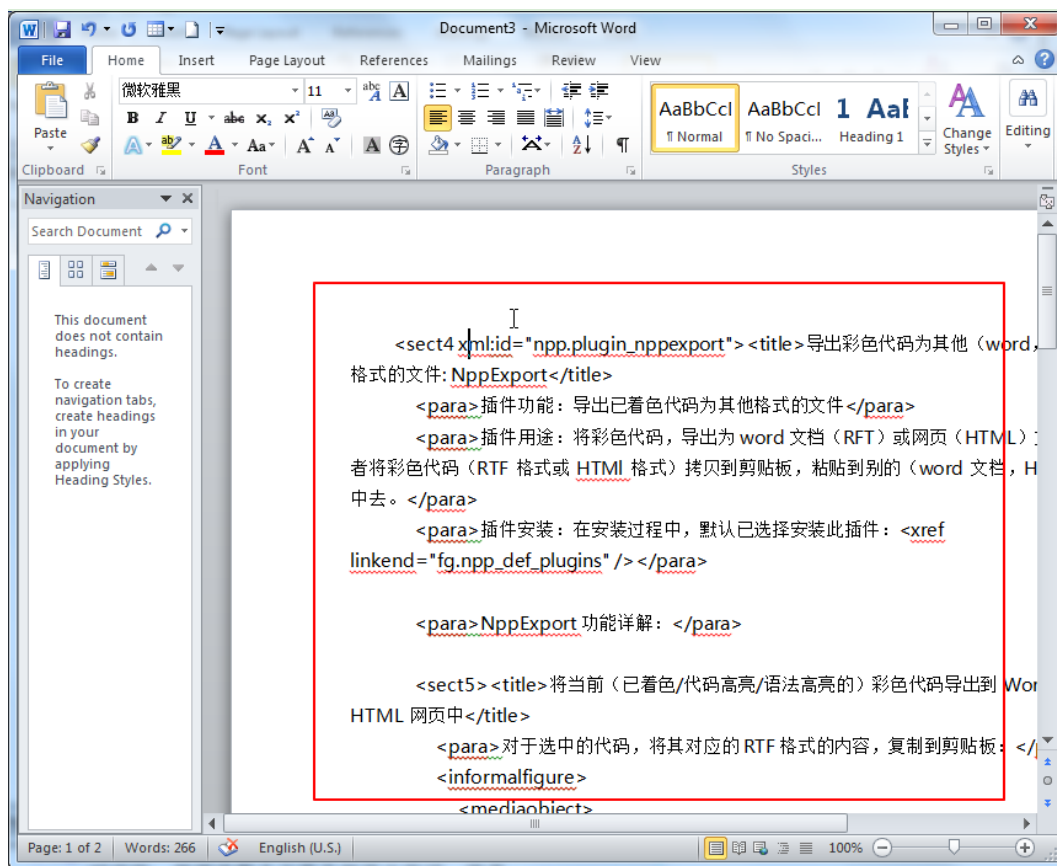 Document3 - Microsoft Word
File Home Insert Page Layout References Mailings Review View
微软雅黑 11
Paste
B I U abc X₂ X²
Aa
AaBbCcI AaBbCcI 1 Aa
¶ Normal ¶ No Spaci... Heading 1
Change Styles
Editing
Clipboard Font Paragraph Styles
Navigation
Search Document
This document
does not contain
headings.
To create
navigation tabs,
create headings
in your
document by
applying
Heading Styles.
<sect4 xml:id="npp.plugin_nppexport"><title>导出彩色代码为其他（word，
格式的文件: NppExport</title>
<para>插件功能：导出已着色代码为其他格式的文件</para>
<para>插件用途：将彩色代码，导出为 word 文档（RFT）或网页（HTML）
者将彩色代码（RTF 格式或 HTMl 格式）拷贝到剪贴板，粘贴到别的（word 文档，H
中去。</para>
<para>插件安装：在安装过程中，默认已选择安装此插件：<xref
linkend="fg.npp_def_plugins" /></para>
<para>NppExport 功能详解：</para>
<sect5><title>将当前（已着色/代码高亮/语法高亮的）彩色代码导出到 Wor
HTML 网页中</title>
<para>对于选中的代码，将其对应的 RTF 格式的内容，复制到剪贴板：</
<informalfigure>
<mediaobject>
Page: 1 of 2 Words: 266 English (U.S.) 100%